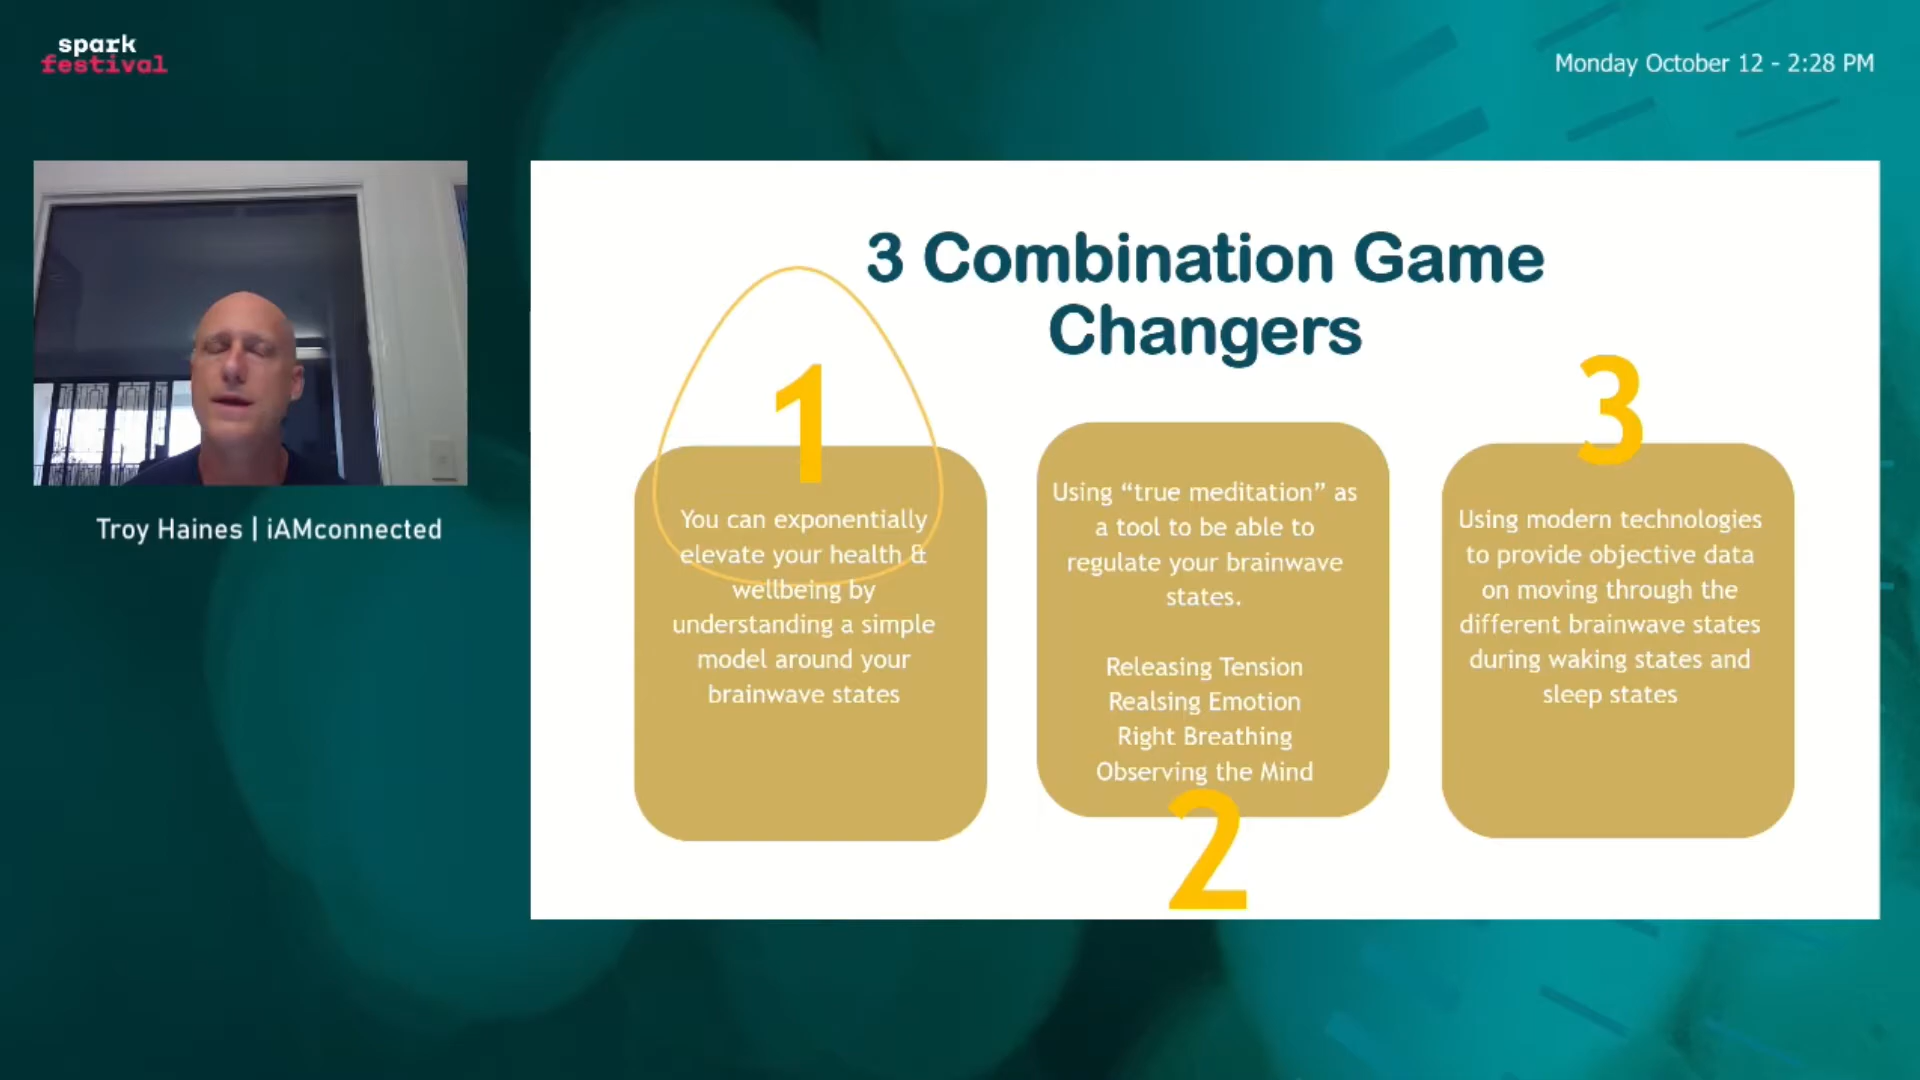 spark
festival
Monday October 12 - 2:28 PM
Troy Haines | iAMconnected
3 Combination Game
Changers
1
You can exponentially
elevate your health &
wellbeing by
understanding a simple
model around your
brainwave states
Using “true meditation” as
a tool to be able to
regulate your brainwave
states.
Releasing Tension
Realsing Emotion
Right Breathing
Observing the Mind
2
3
Using modern technologies
to provide objective data
on moving through the
different brainwave states
during waking states and
sleep states